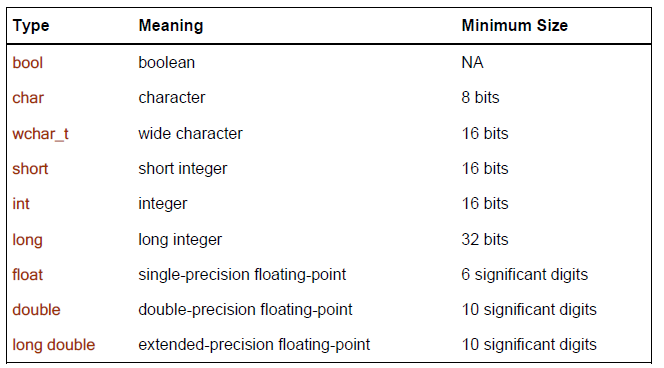 Type Meaning Minimum Size
bool boolean NA
char character 8 bits
wchar_t wide character 16 bits
short short integer 16 bits
int integer 16 bits
long long integer 32 bits
float single-precision floating-point 6 significant digits
double double-precision floating-point 10 significant digits
long double extended-precision floating-point 10 significant digits